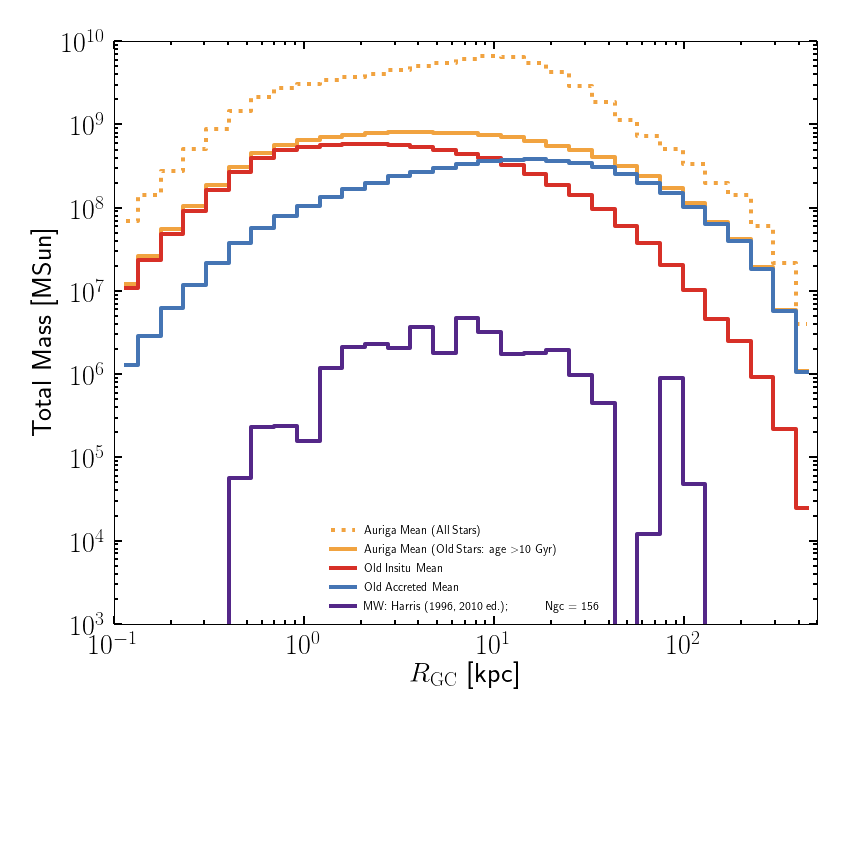 10^10
10^9
10^8
10^7
10^6
10^5
10^4
10^3
Total Mass [MSun]
Auriga Mean (All Stars)
Auriga Mean (Old Stars: age >10 Gyr)
Old Insitu Mean
Old Accreted Mean
MW: Harris (1996, 2010 ed.); Ngc = 156
10^-1 10^0 10^1 10^2
R_GC [kpc]